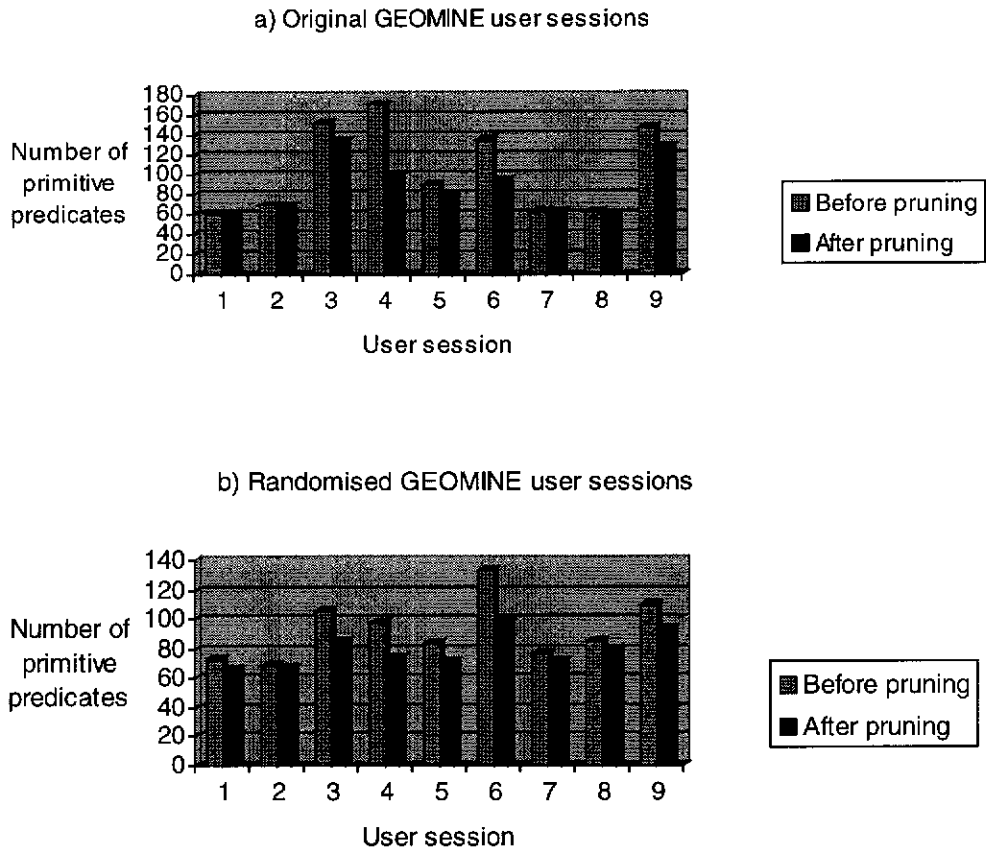 a) Original GEOMINE user sessions
Number of
primitive
predicates
180
160
140
120
100
80
60
40
20
0
1 2 3 4 5 6 7 8 9
User session
Before pruning
After pruning
b) Randomised GEOMINE user sessions
Number of
primitive
predicates
140
120
100
80
60
40
20
0
1 2 3 4 5 6 7 8 9
User session
Before pruning
After pruning